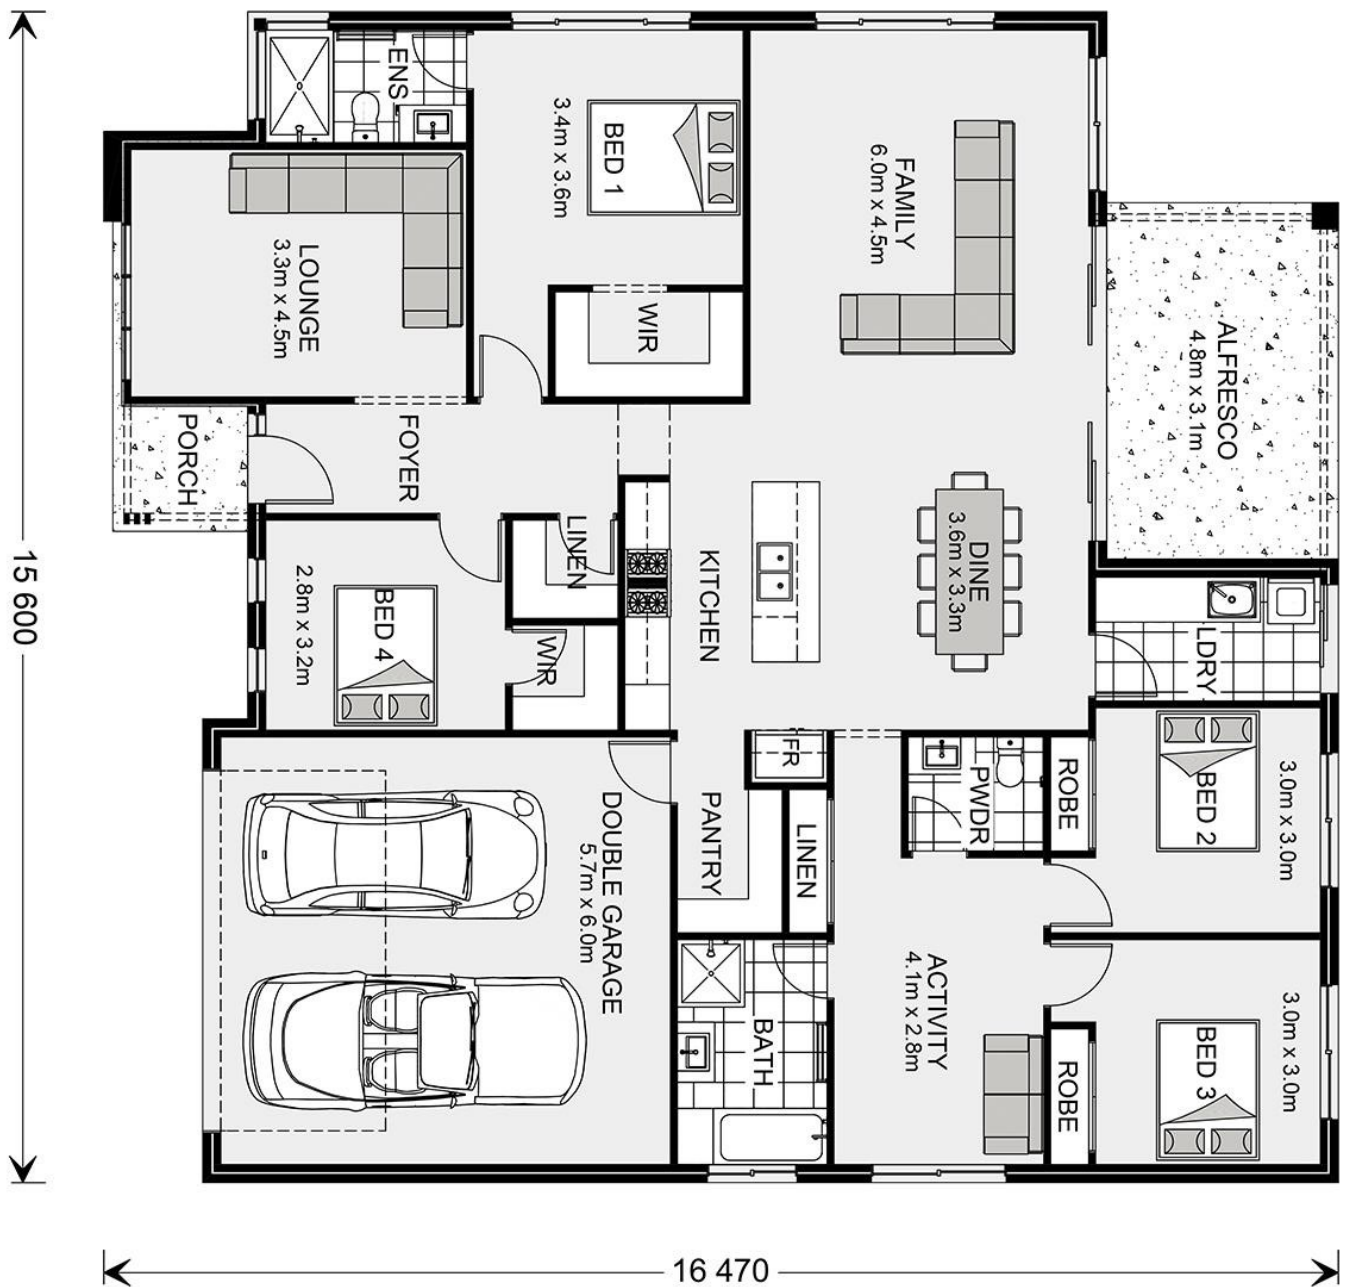 ENS
BED 1
3.4m x 3.6m
FAMILY
6.0m x 4.5m
LOUNGE
3.3m x 4.5m
WIR
ALFRESCO
4.8m x 3.1m
PORCH
FOYER
LINEN
KITCHEN
DINE
3.6m x 3.3m
BED 4
2.8m x 3.2m
WIR
LDRY
15 600
FR
PWDR
ROBE
BED 2
3.0m x 3.0m
DOUBLE GARAGE
5.7m x 6.0m
PANTRY
LINEN
BATH
ACTIVITY
4.1m x 2.8m
ROBE
BED 3
3.0m x 3.0m
16 470